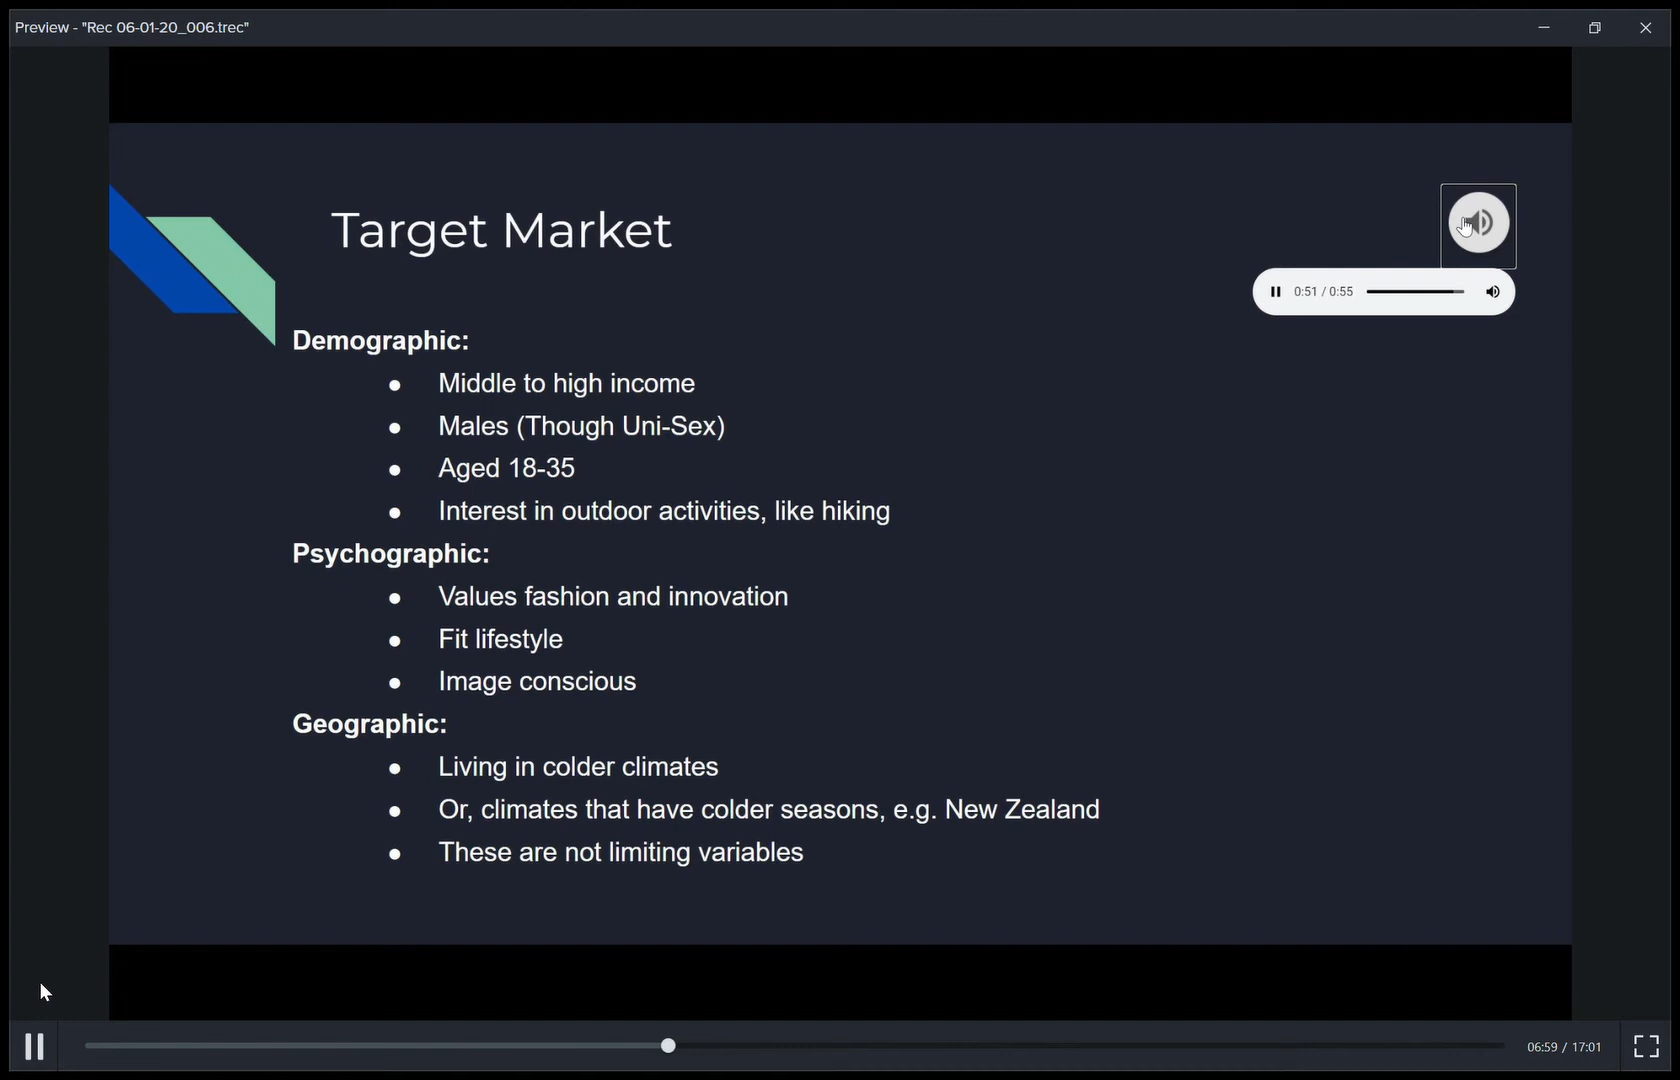 Preview - "Rec 06-01-20_006.trec"
Target Market
0:51 / 0:55
Demographic:
● Middle to high income
● Males (Though Uni-Sex)
● Aged 18-35
● Interest in outdoor activities, like hiking
Psychographic:
● Values fashion and innovation
● Fit lifestyle
● Image conscious
Geographic:
● Living in colder climates
● Or, climates that have colder seasons, e.g. New Zealand
● These are not limiting variables
06:59 / 17:01